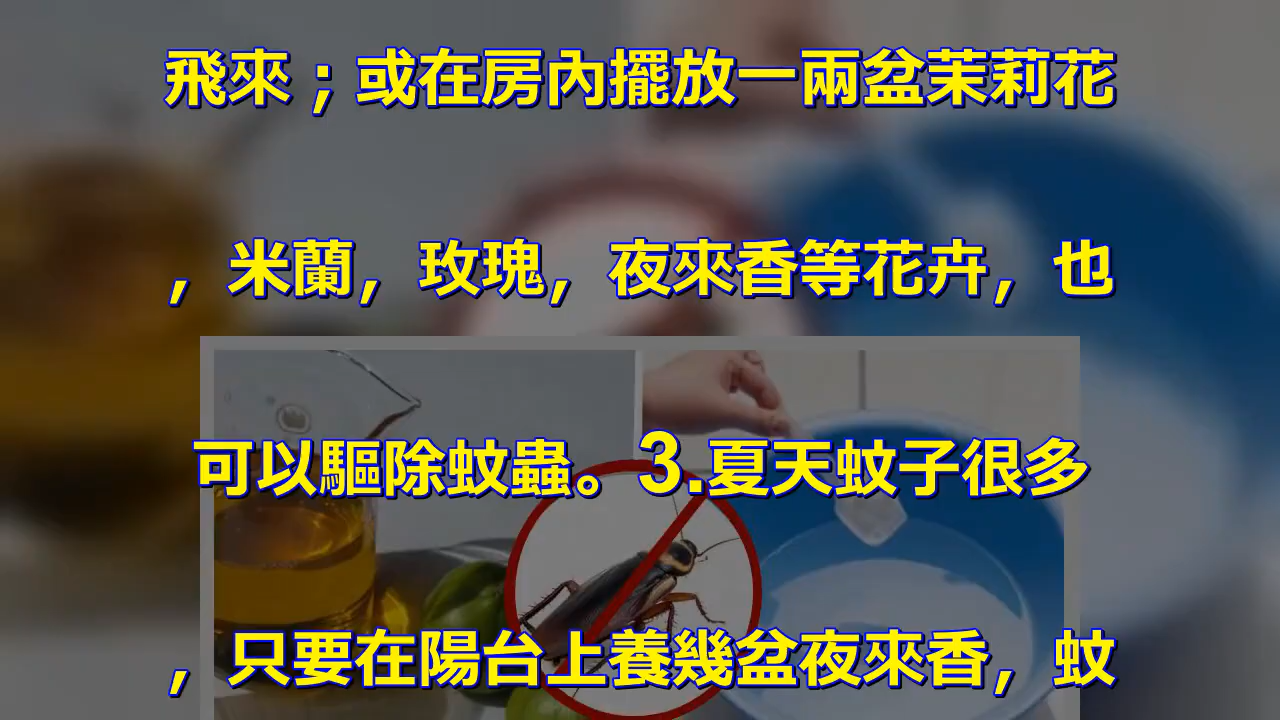 飛來；或在房內擺放一兩盆茉莉花
，米蘭，玫瑰，夜來香等花卉，也
可以驅除蚊蟲。3.夏天蚊子很多
，只要在陽台上養幾盆夜來香，蚊